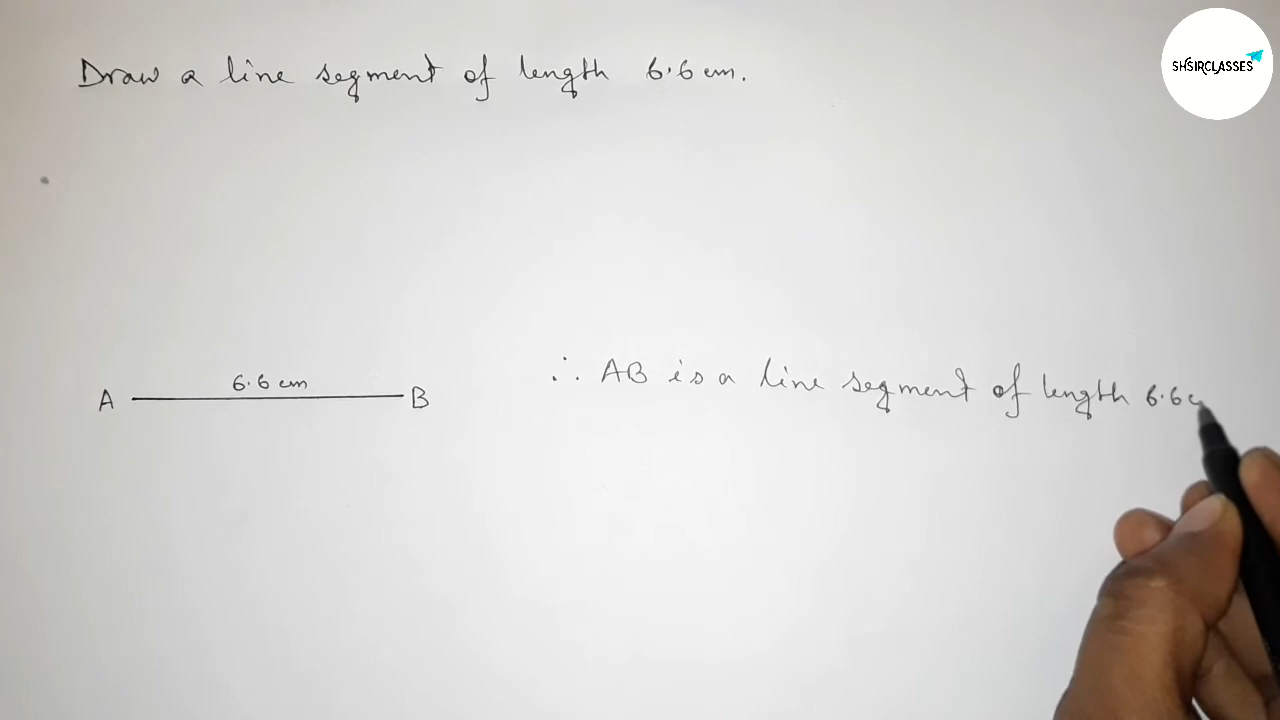 Draw a line segment of length 6.6 cm.
SHSIRCLASSES
6.6 cm
A B
∴ AB is a line segment of length 6.6c